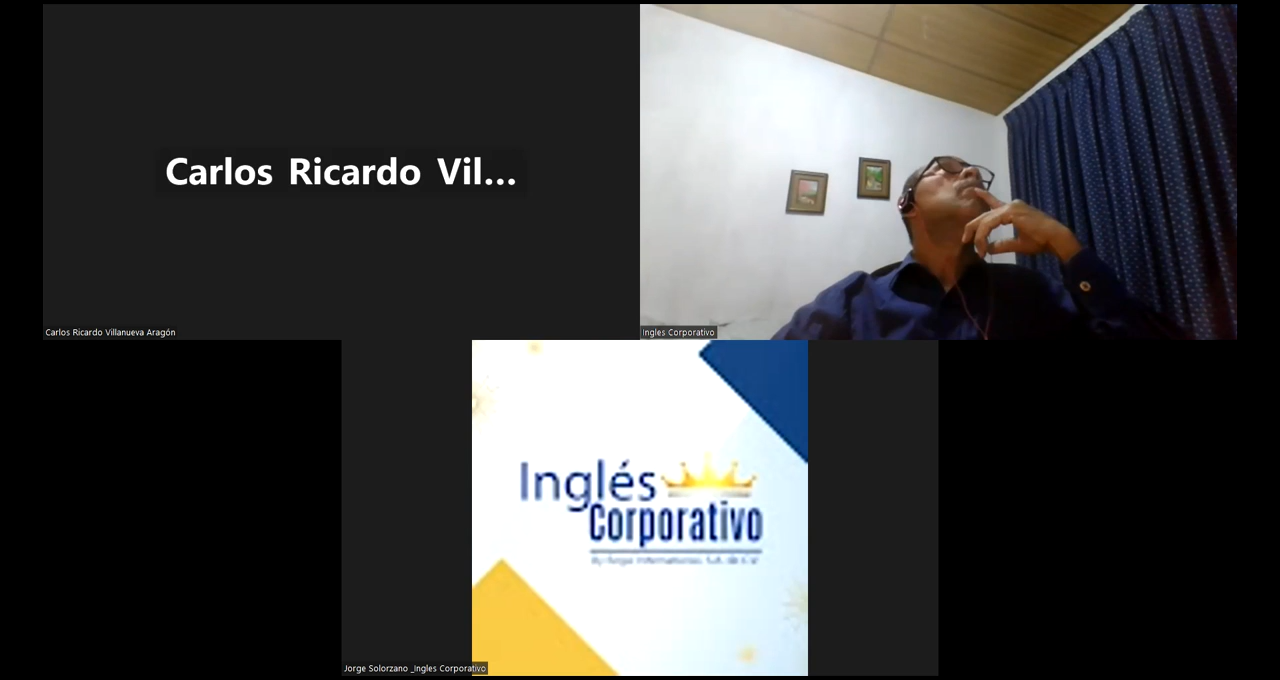 Carlos Ricardo Vil...
Carlos Ricardo Villanueva Aragón
Ingles Corporativo
Inglés
Corporativo
Jorge Solorzano _Ingles Corporativo